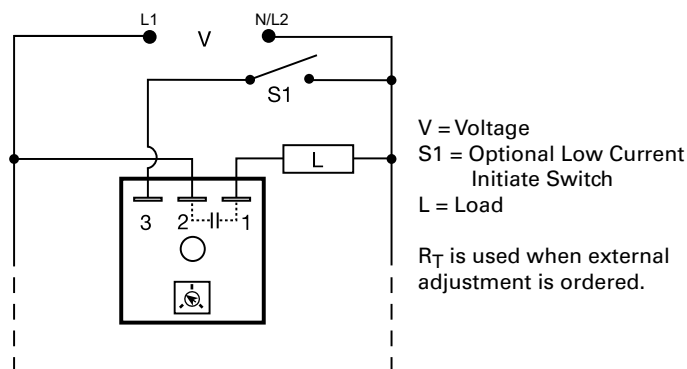 L1 V N/L2
S1
L
3 2 1
V = Voltage
S1 = Optional Low Current
Initiate Switch
L = Load
RT is used when external
adjustment is ordered.